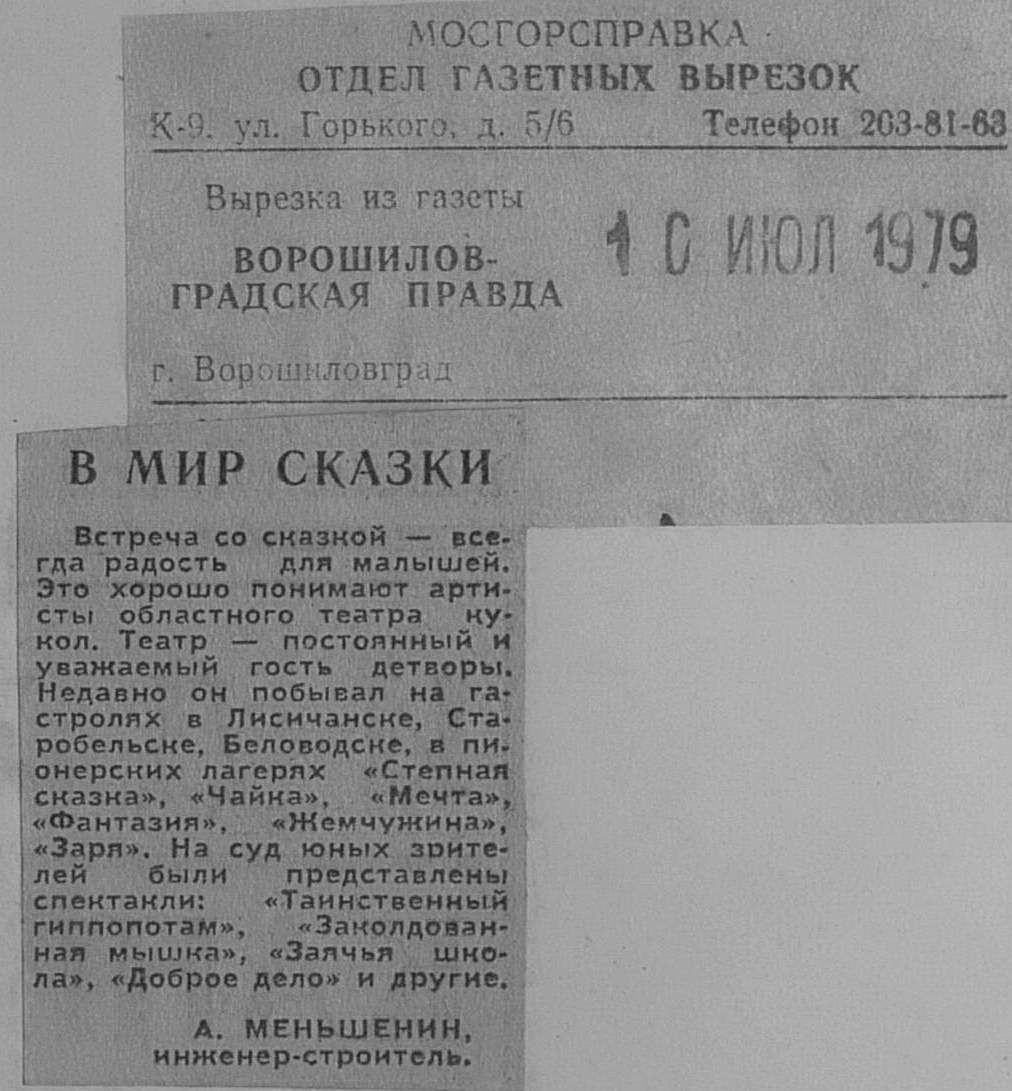 МОСГОРСПРАВКА
ОТДЕЛ ГАЗЕТНЫХ ВЫРЕЗОК
К-9. ул. Горького, д. 5/6 Телефон 203-81-63
Вырезка из газеты
ВОРОШИЛОВ-
ГРАДСКАЯ ПРАВДА
10 ИЮЛ 1979
г. Ворошиловград
В МИР СКАЗКИ
Встреча со сказкой — все-
гда радость для малышей.
Это хорошо понимают арти-
сты областного театра ку-
кол. Театр — постоянный и
уважаемый гость детворы.
Недавно он побывал на га-
стролях в Лисичанске, Ста-
робельске, Беловодске, в пи-
онерских лагерях «Степная
сказка», «Чайка», «Мечта»,
«Фантазия», «Жемчужина»,
«Заря». На суд юных зрите-
лей были представлены
спектакли: «Таинственный
гиппопотам», «Заколдован-
ная мышка», «Заячья шко-
ла», «Доброе дело» и другие.
А. МЕНЬШЕНИН,
инженер-строитель.